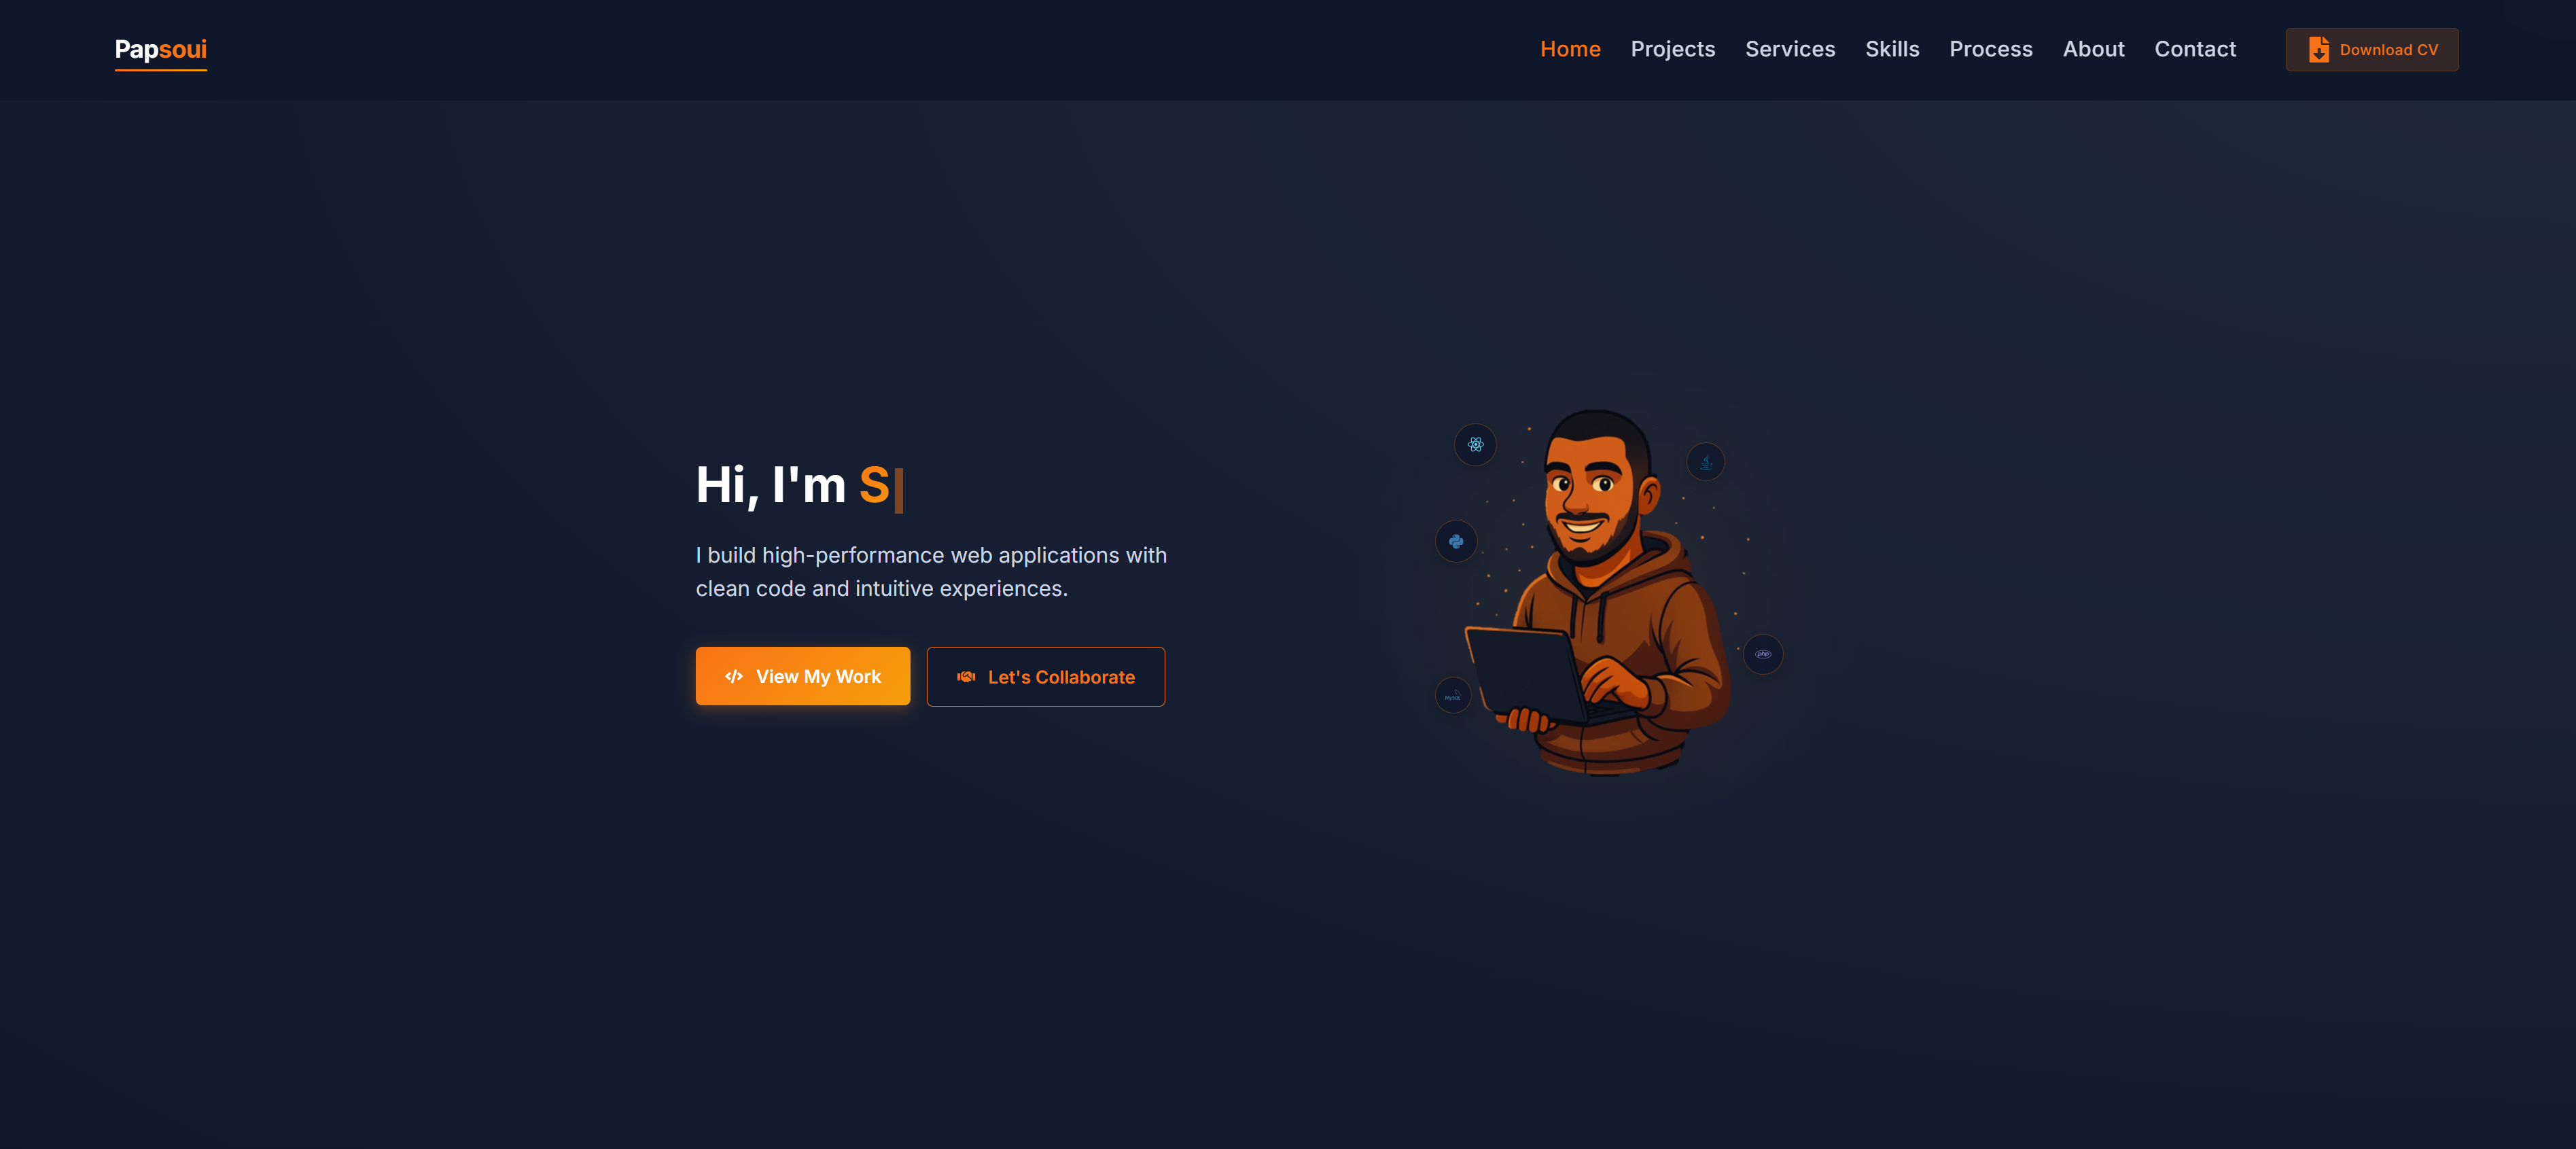 Papsoui
Home Projects Services Skills Process About Contact Download CV
Hi, I'm S
I build high-performance web applications with
clean code and intuitive experiences.
View My Work Let's Collaborate
php
MySQL